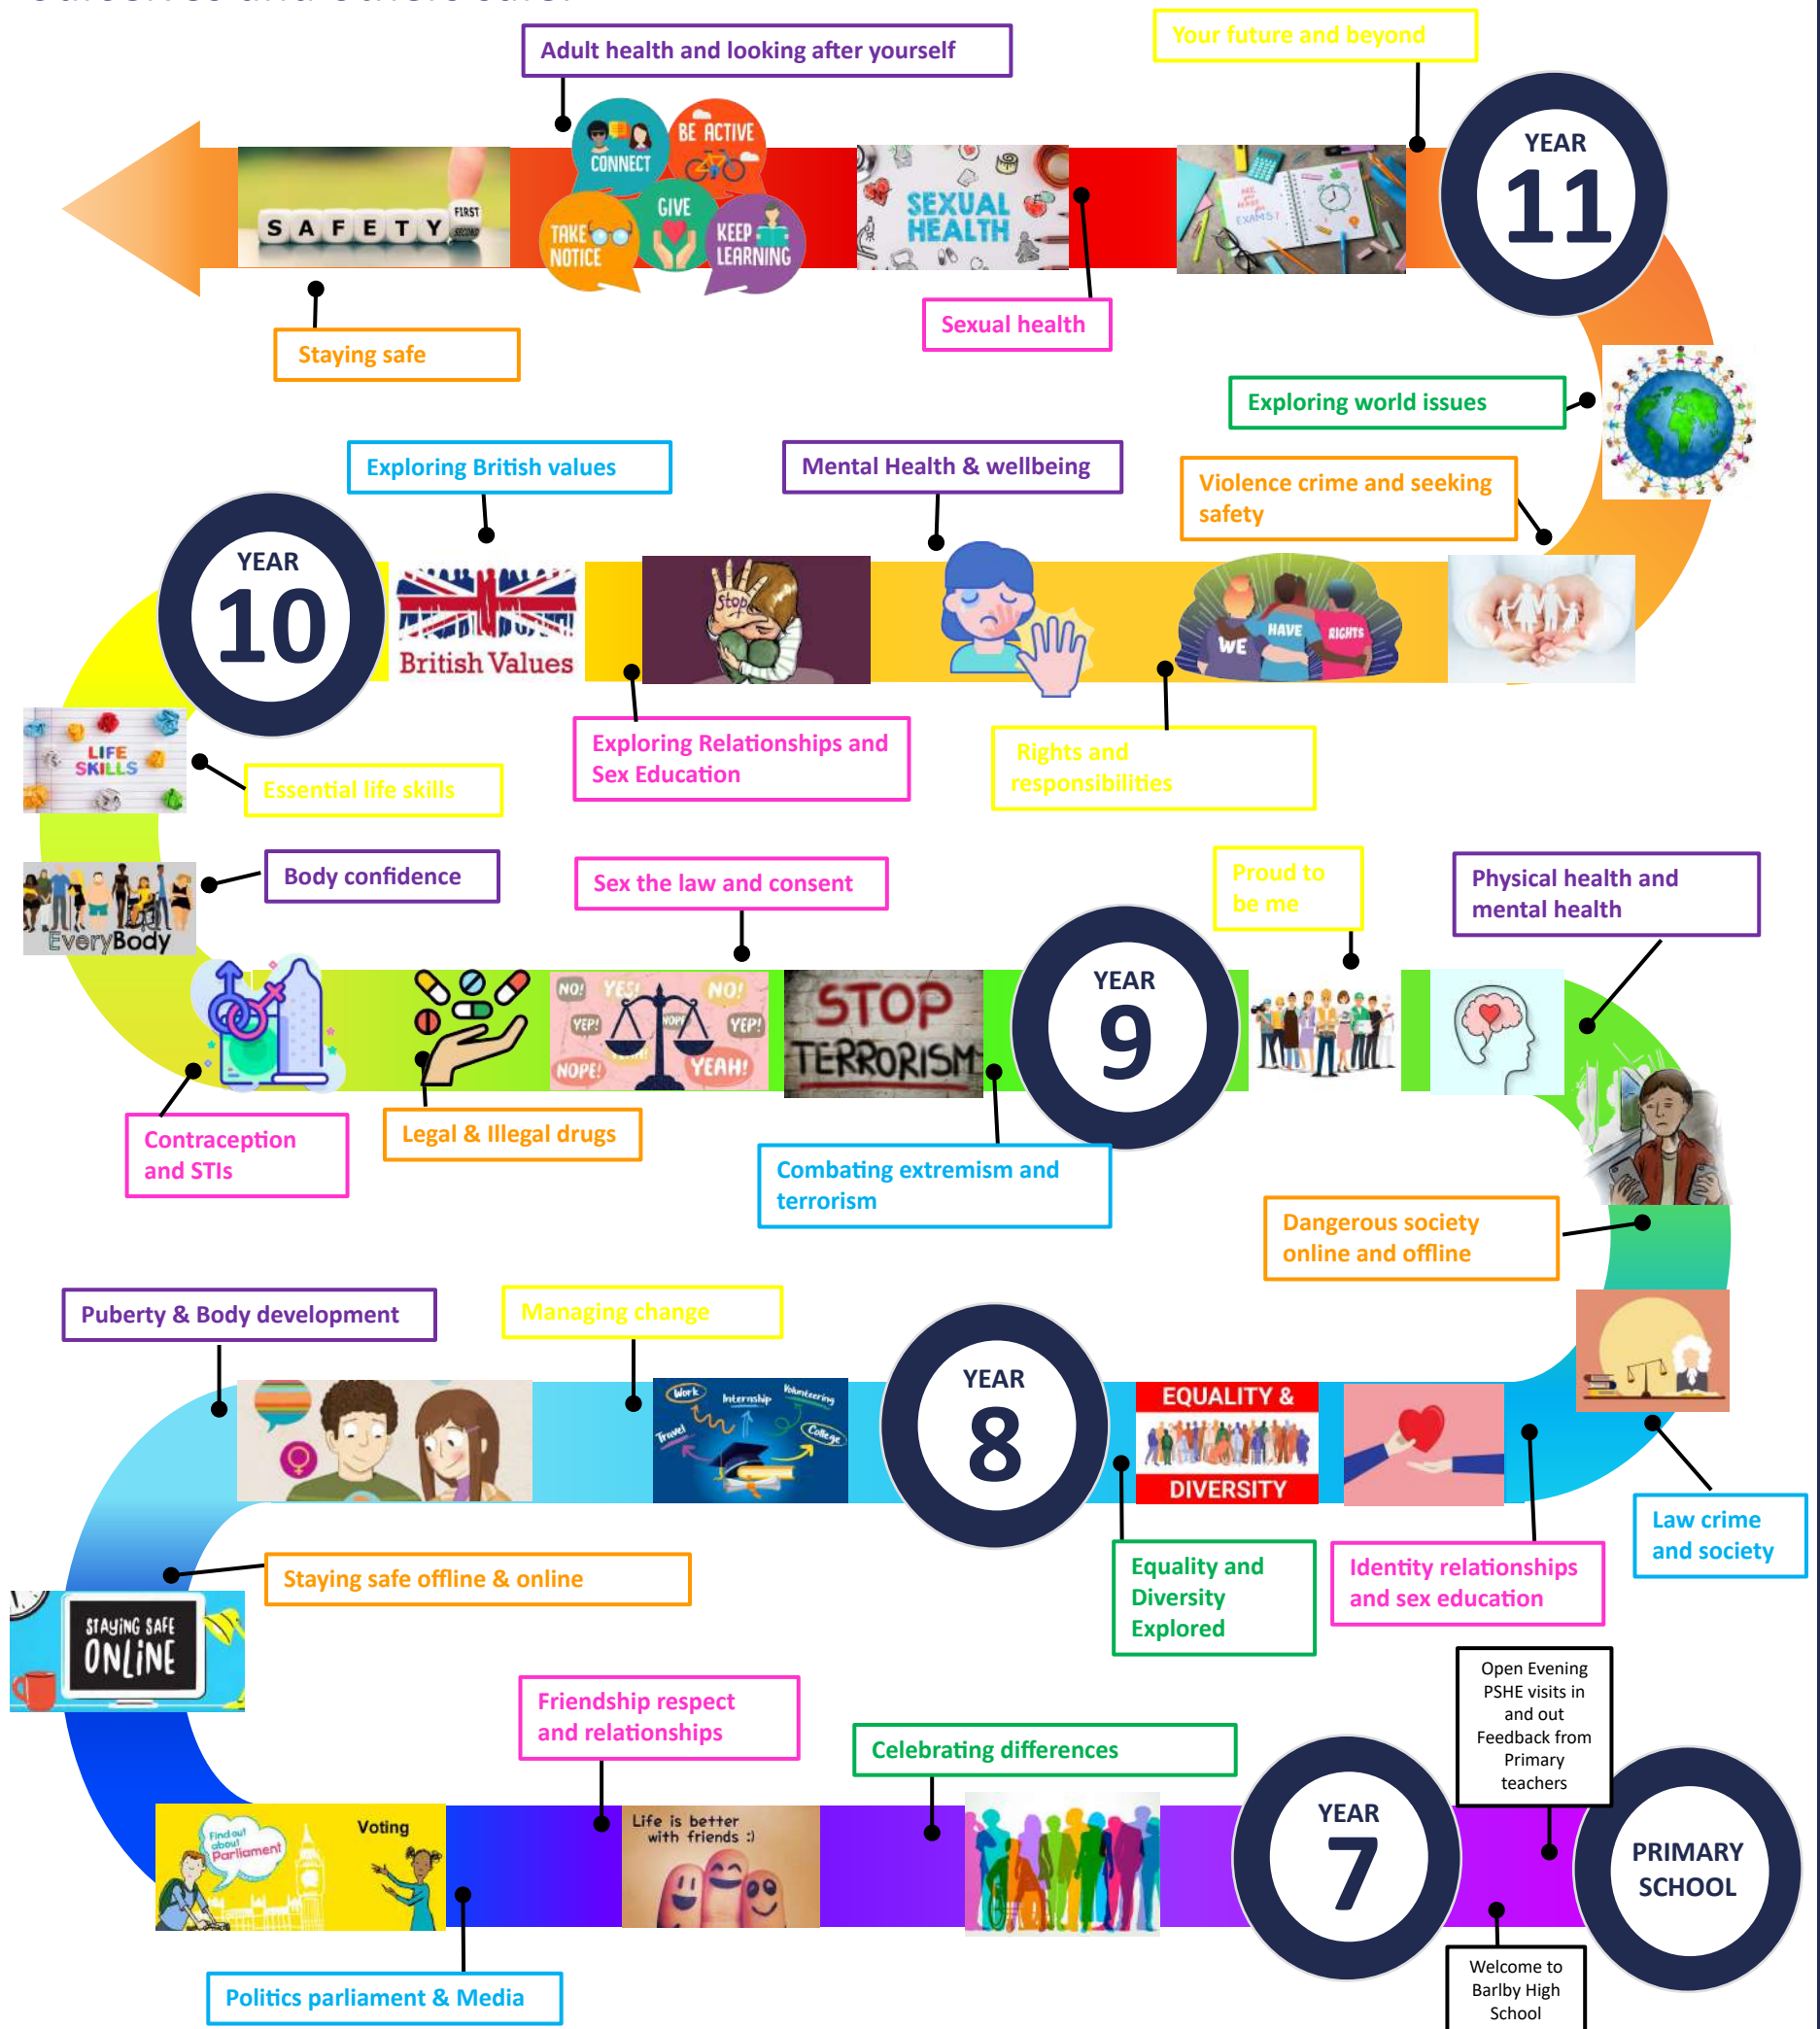 Adult health and looking after yourself
Your future and beyond
YEAR
11
CONNECT
BE ACTIVE
TAKE
NOTICE
GIVE
KEEP
LEARNING
SAFETY
FIRST
SECOND
SEXUAL
HEALTH
EXAMS?
Staying safe
Sexual health
Exploring world issues
Exploring British values
Mental Health & wellbeing
Violence crime and seeking
safety
YEAR
10
British Values
Stop
WE
HAVE
RIGHTS
LIFE
SKILLS
Essential life skills
Exploring Relationships and
Sex Education
Rights and
responsibilities
Body confidence
EveryBody
Sex the law and consent
Proud to
be me
Physical health and
mental health
YEAR
9
NO!
YES!
NO!
YEP!
NOPE
YEP!
NOPE!
YEAH!
STOP
TERRORISM
Contraception
and STIs
Legal & Illegal drugs
Combating extremism and
terrorism
Dangerous society
online and offline
Puberty & Body development
Managing change
YEAR
8
Work
Internship
Volunteering
Travel
College
EQUALITY &
DIVERSITY
Law crime
and society
Equality and
Diversity
Explored
Identity relationships
and sex education
Staying safe offline & online
STAYING SAFE
ONLINE
Friendship respect
and relationships
Celebrating differences
Open Evening
PSHE visits in
and out
Feedback from
Primary
teachers
Find out
about
Parliament
Voting
Life is better
with friends :)
YEAR
7
PRIMARY
SCHOOL
Politics parliament & Media
Welcome to
Barlby High
School